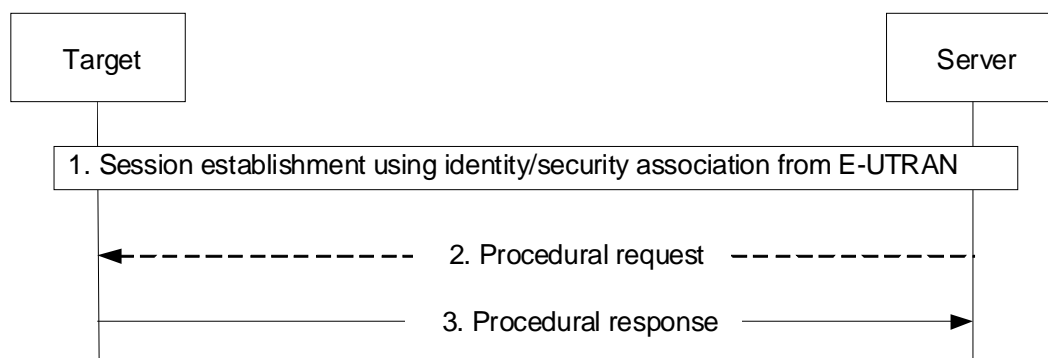 Target
Server
1. Session establishment using identity/security association from E-UTRAN
2. Procedural request
3. Procedural response